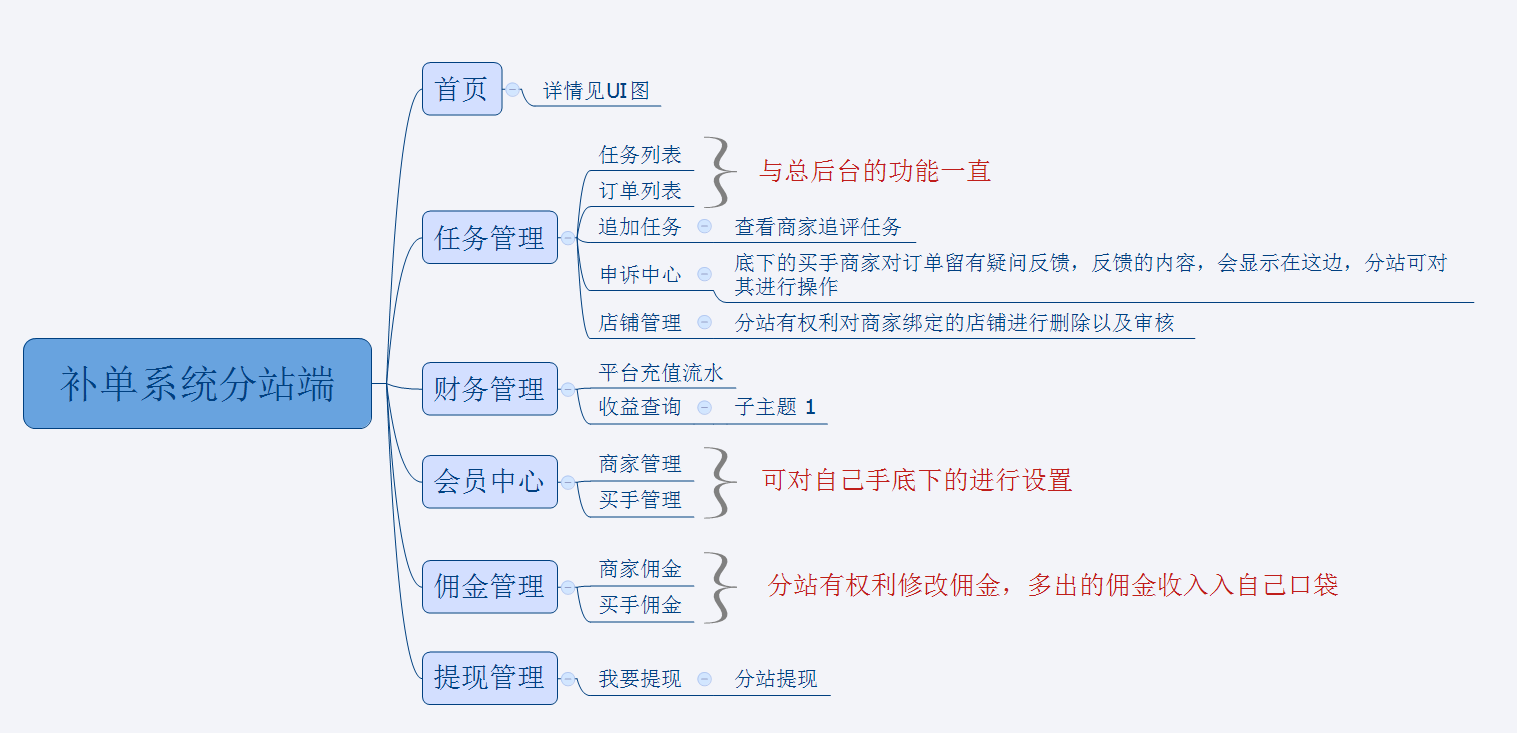 首页
详情见UI图
任务列表
订单列表
与总后台的功能一直
任务管理
追加任务
查看商家追评任务
申诉中心
底下的买手商家对订单留有疑问反馈，反馈的内容，会显示在这边，分站可对
其进行操作
店铺管理
分站有权利对商家绑定的店铺进行删除以及审核
补单系统分站端
财务管理
平台充值流水
收益查询
子主题 1
会员中心
商家管理
买手管理
可对自己手底下的进行设置
佣金管理
商家佣金
买手佣金
分站有权利修改佣金，多出的佣金收入入自己口袋
提现管理
我要提现
分站提现